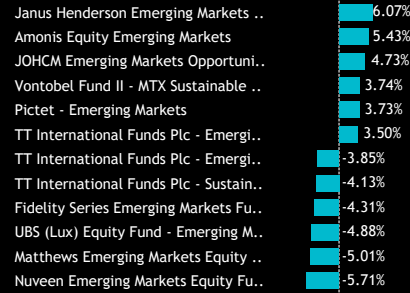 Janus Henderson Emerging Markets .. 6.07%
Amonis Equity Emerging Markets 5.43%
JOHCM Emerging Markets Opportuni.. 4.73%
Vontobel Fund II - MTX Sustainable .. 3.74%
Pictet - Emerging Markets 3.73%
TT International Funds Plc - Emergi.. 3.50%
TT International Funds Plc - Emergi.. -3.85%
TT International Funds Plc - Sustain.. -4.13%
Fidelity Series Emerging Markets Fu.. -4.31%
UBS (Lux) Equity Fund - Emerging M.. -4.88%
Matthews Emerging Markets Equity .. -5.01%
Nuveen Emerging Markets Equity Fu.. -5.71%